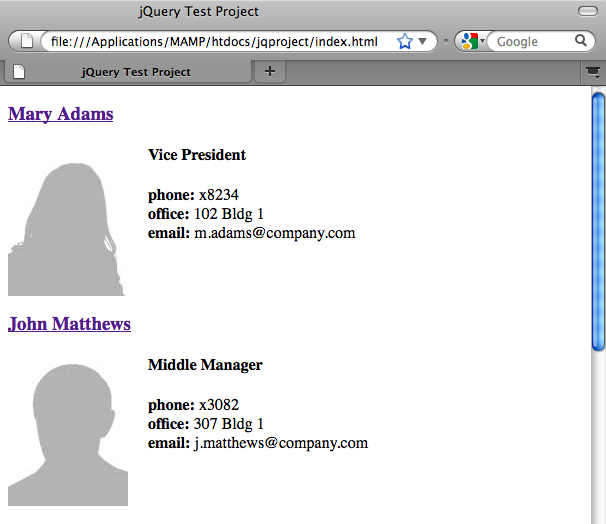 jQuery Test Project
file:///Applications/MAMP/htdocs/jqproject/index.html
Google
jQuery Test Project
Mary Adams
Vice President
phone: x8234
office: 102 Bldg 1
email: m.adams@company.com
John Matthews
Middle Manager
phone: x3082
office: 307 Bldg 1
email: j.matthews@company.com